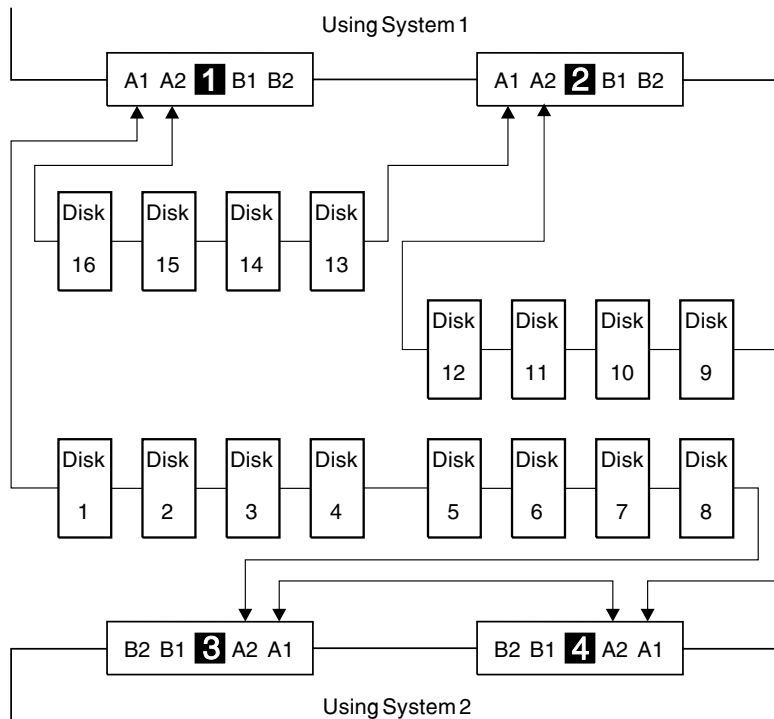 Using System 1
A1 A2 1 B1 B2
A1 A2 2 B1 B2
Disk 16
Disk 15
Disk 14
Disk 13
Disk 12
Disk 11
Disk 10
Disk 9
Disk 1
Disk 2
Disk 3
Disk 4
Disk 5
Disk 6
Disk 7
Disk 8
B2 B1 3 A2 A1
B2 B1 4 A2 A1
Using System 2